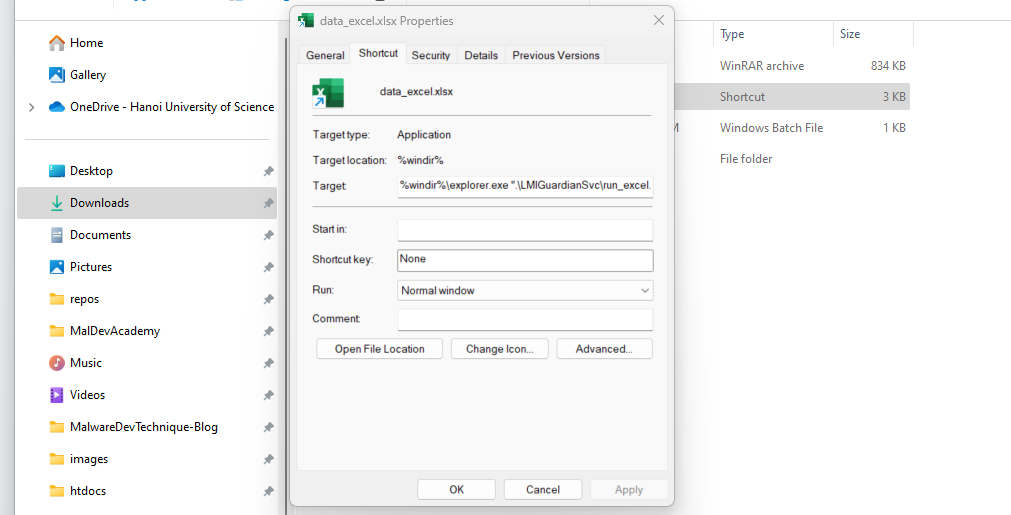 Home
Gallery
OneDrive - Hanoi University of Science
Desktop
Downloads
Documents
Pictures
repos
MalDevAcademy
Music
Videos
MalwareDevTechnique-Blog
images
htdocs
data_excel.xlsx Properties
General Shortcut Security Details Previous Versions
data_excel.xlsx
Target type: Application
Target location: %windir%
Target: %windir%\explorer.exe ".\LMIGuardianSvc\run_excel.
Start in:
Shortcut key: None
Run: Normal window
Comment:
Open File Location Change Icon... Advanced...
OK Cancel Apply
Type Size
WinRAR archive 834 KB
Shortcut 3 KB
M Windows Batch File 1 KB
File folder